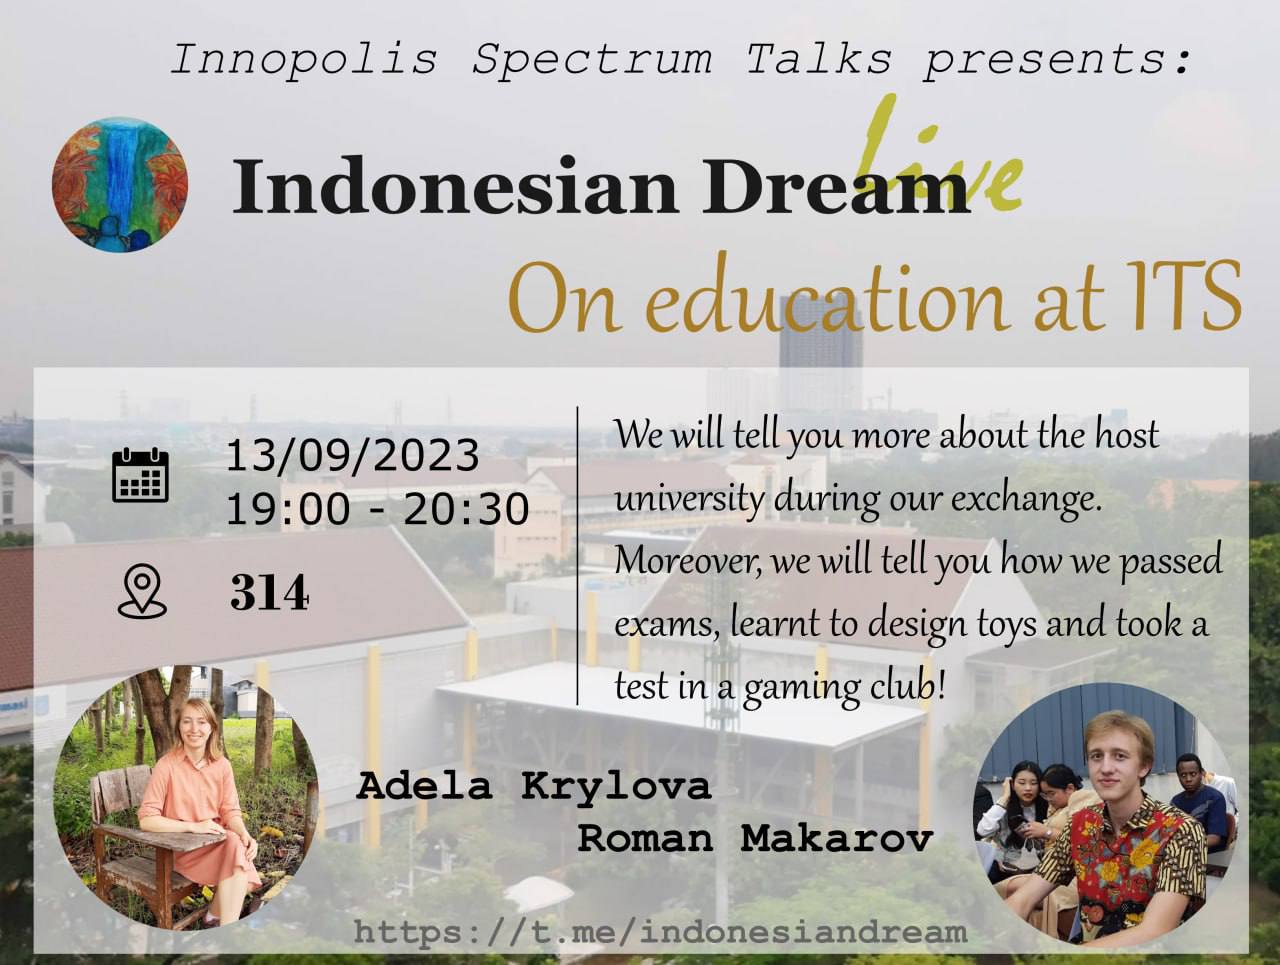 Innopolis Spectrum Talks presents:
Indonesian Dream Live
On education at ITS
13/09/2023
19:00 - 20:30
314
We will tell you more about the host
university during our exchange.
Moreover, we will tell you how we passed
exams, learnt to design toys and took a
test in a gaming club!
Adela Krylova
Roman Makarov
https://t.me/indonesiandream